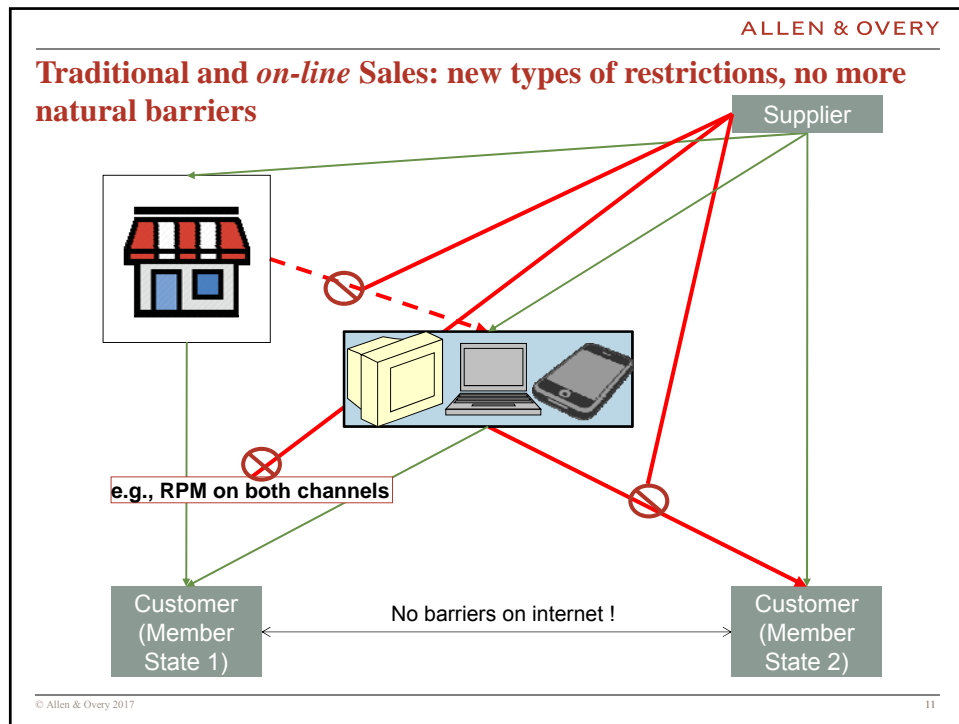 ALLEN & OVERY
Traditional and on-line Sales: new types of restrictions, no more
natural barriers
Supplier
e.g., RPM on both channels
Customer
(Member
State 1)
No barriers on internet !
Customer
(Member
State 2)
© Allen & Overy 2017
11